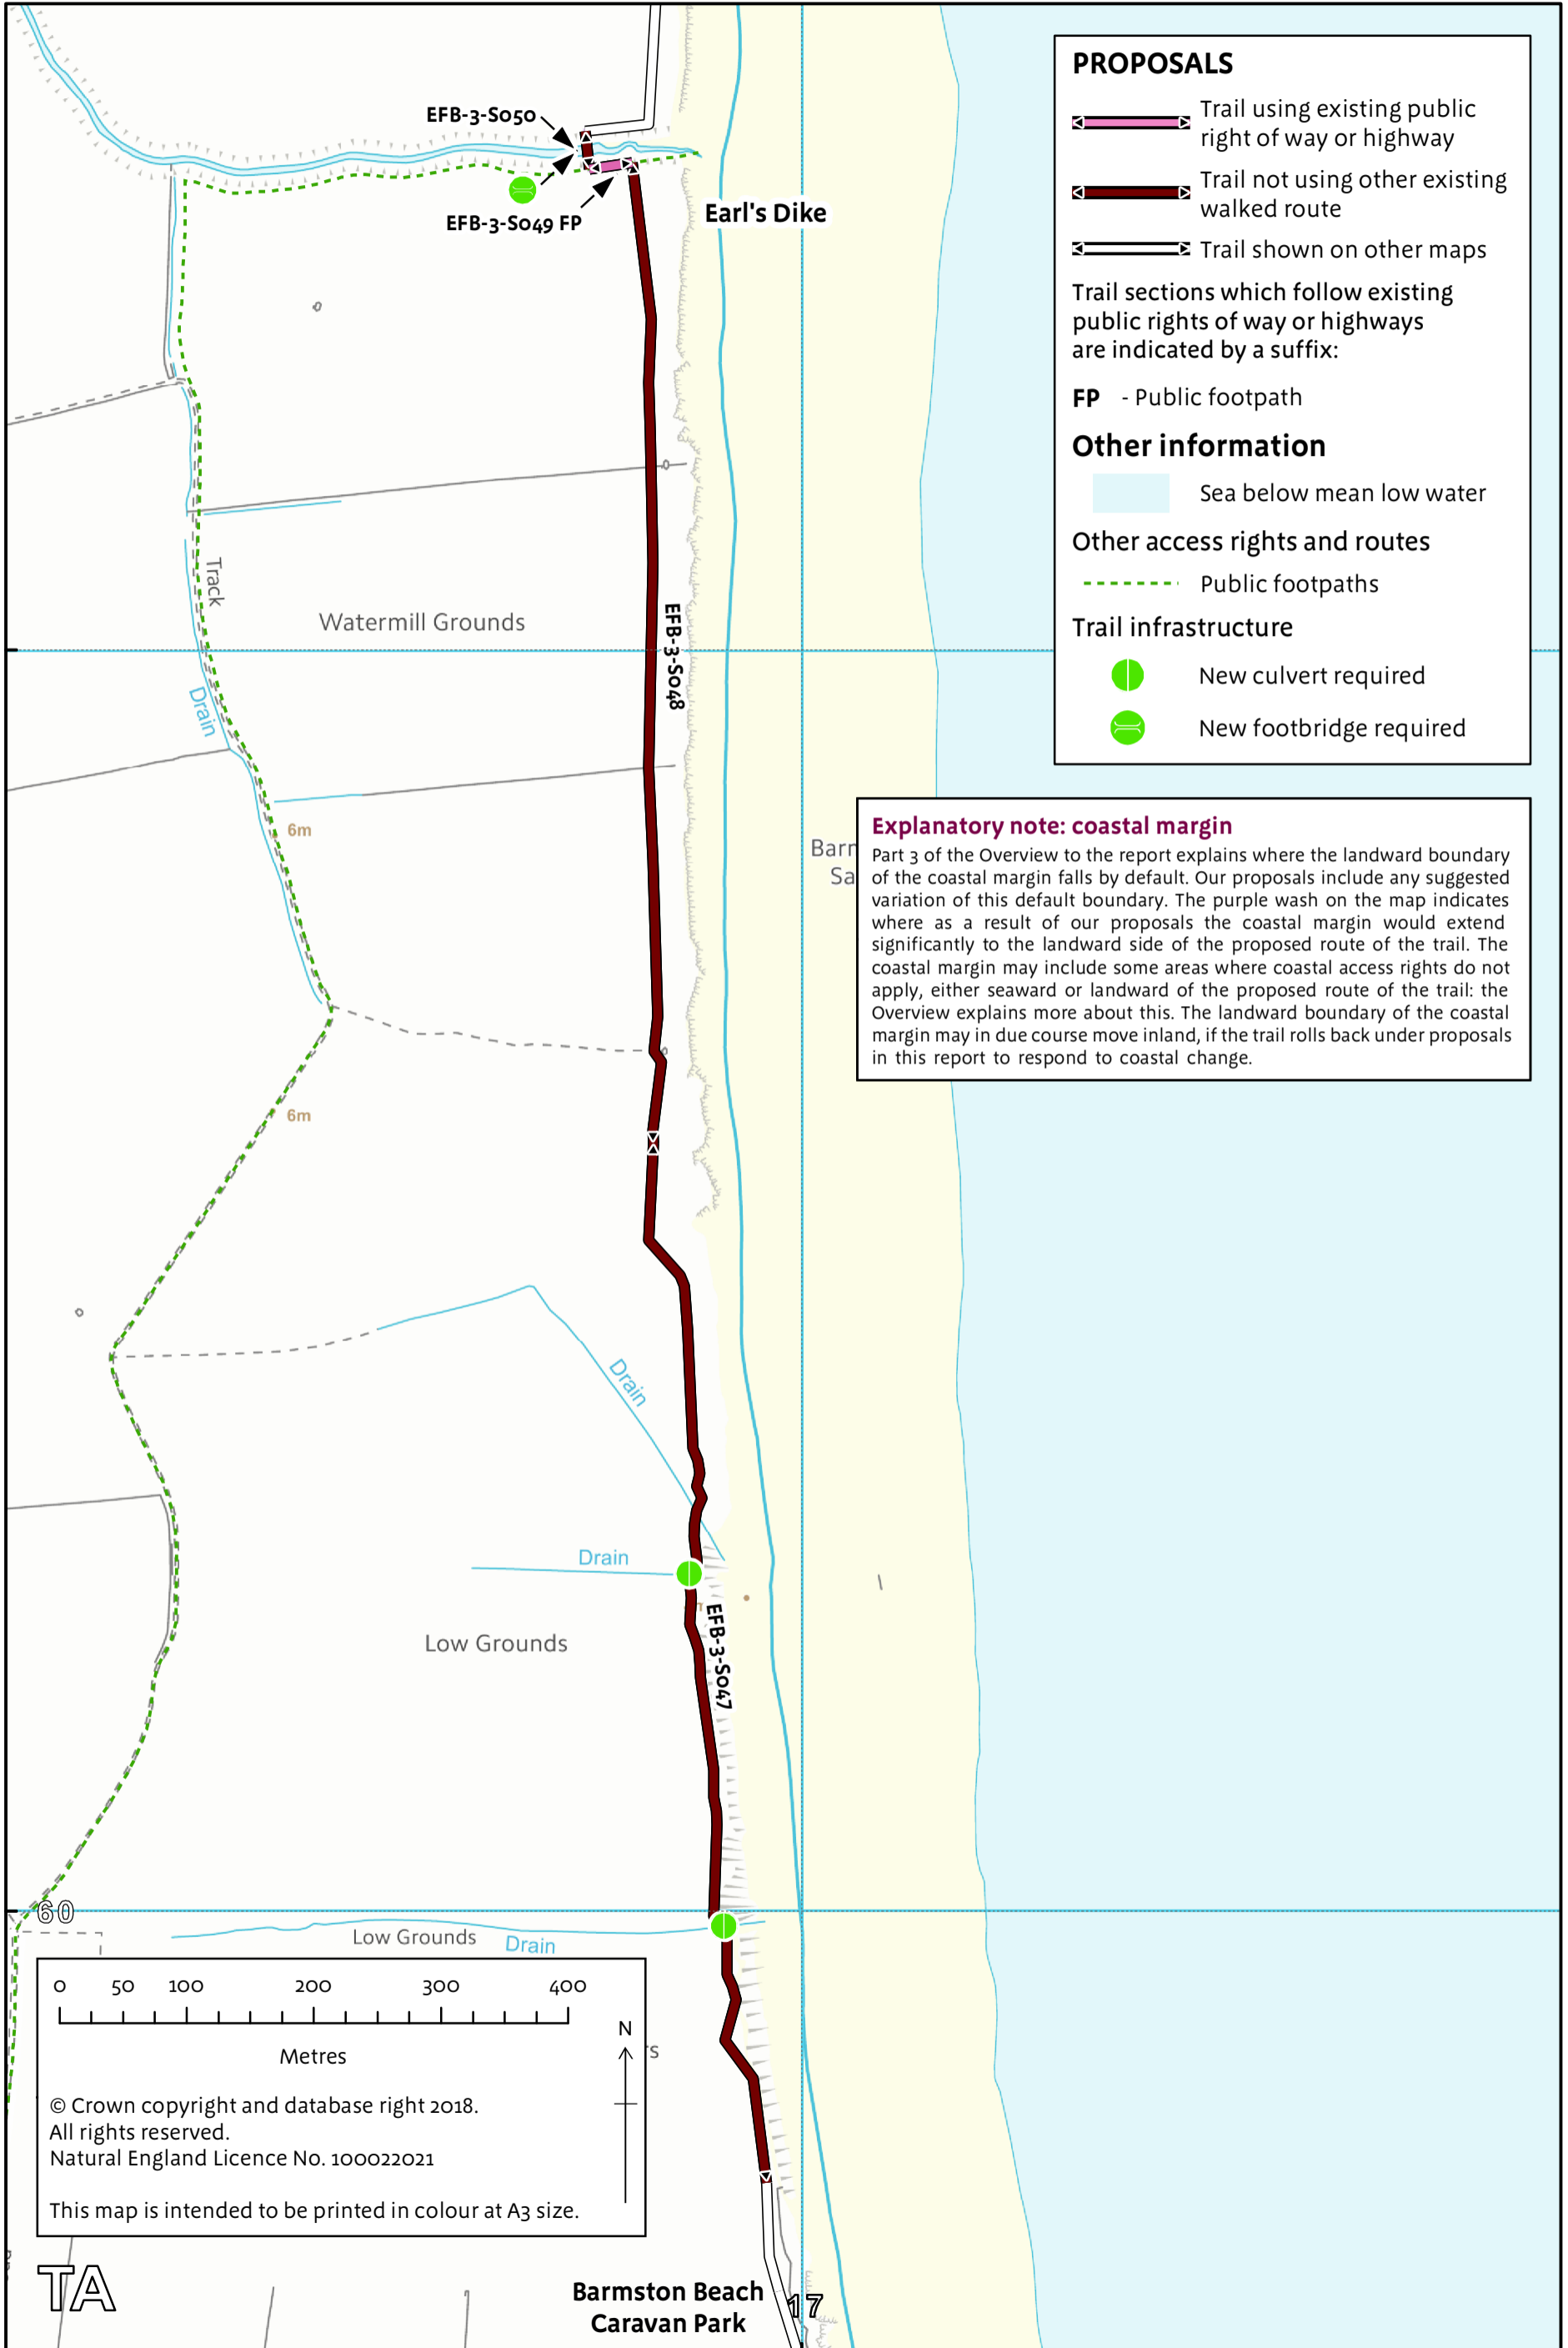 PROPOSALS
Trail using existing public
right of way or highway
Trail not using other existing
walked route
Trail shown on other maps
Trail sections which follow existing
public rights of way or highways
are indicated by a suffix:
FP - Public footpath
Other information
Sea below mean low water
Other access rights and routes
Public footpaths
Trail infrastructure
New culvert required
New footbridge required
EFB-3-S050
EFB-3-S049 FP
Earl's Dike
Track
Watermill Grounds
EFB-3-S048
Drain
6m
Explanatory note: coastal margin
Part 3 of the Overview to the report explains where the landward boundary
of the coastal margin falls by default. Our proposals include any suggested
variation of this default boundary. The purple wash on the map indicates
where as a result of our proposals the coastal margin would extend
significantly to the landward side of the proposed route of the trail. The
coastal margin may include some areas where coastal access rights do not
apply, either seaward or landward of the proposed route of the trail: the
Overview explains more about this. The landward boundary of the coastal
margin may in due course move inland, if the trail rolls back under proposals
in this report to respond to coastal change.
6m
Drain
Drain
EFB-3-S047
Low Grounds
60
Low Grounds
Drain
0 50 100 200 300 400
Metres
N
© Crown copyright and database right 2018.
All rights reserved.
Natural England Licence No. 100022021
This map is intended to be printed in colour at A3 size.
TA
Barmston Beach
Caravan Park
17